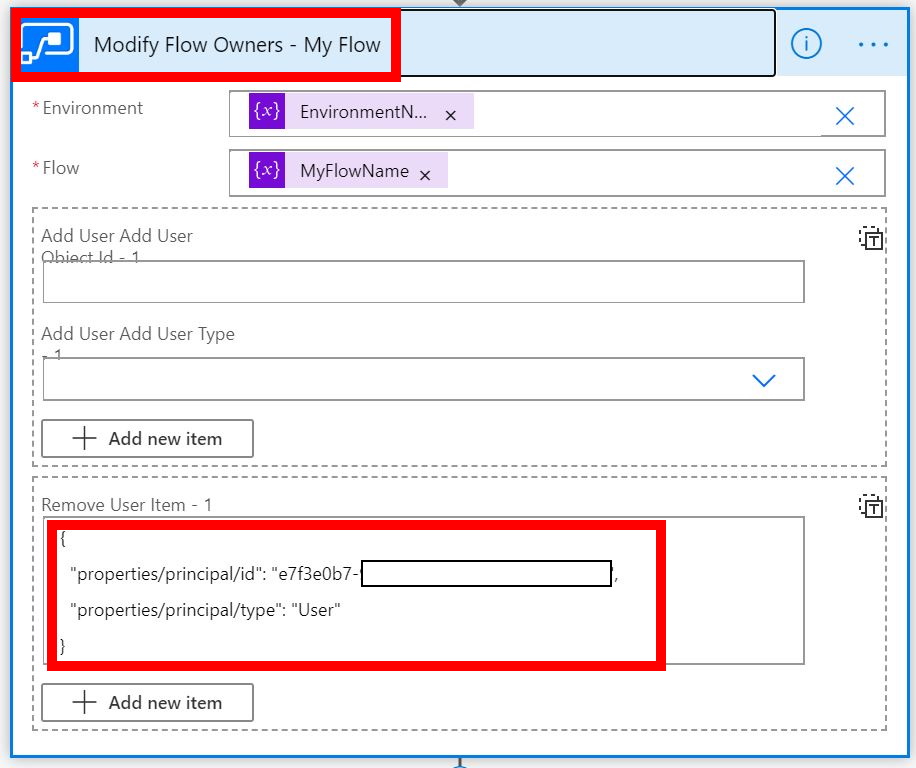 Modify Flow Owners - My Flow
* Environment
{x} EnvironmentN... ×
* Flow
{x} MyFlowName ×
Add User Add User
Object Id - 1
Add User Add User Type
- 1
+ Add new item
Remove User Item - 1
{
"properties/principal/id": "e7f3e0b7-
"properties/principal/type": "User"
}
+ Add new item